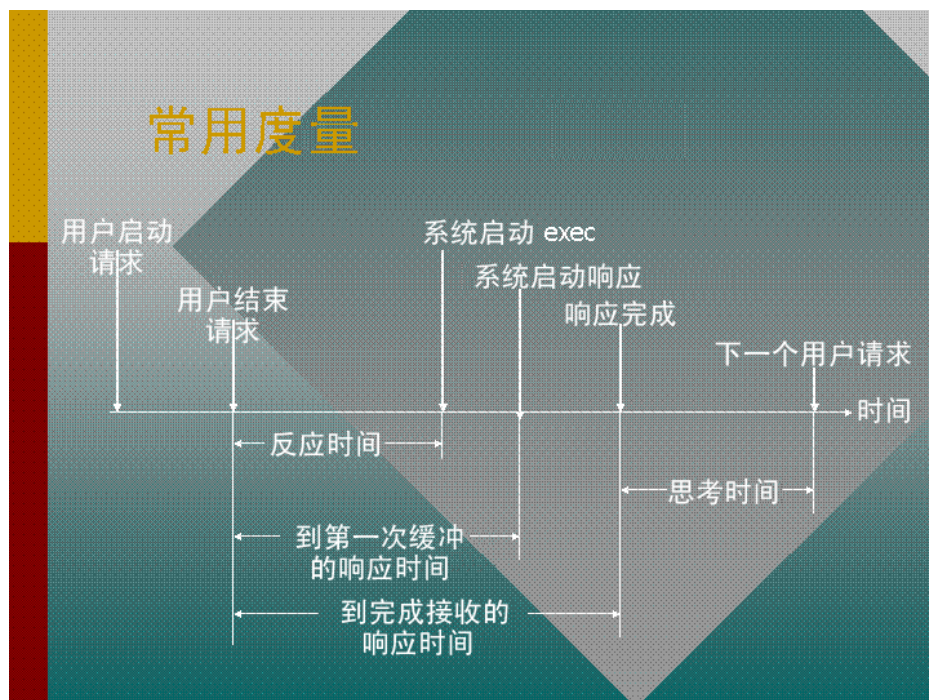 常用度量
用户启动
请求
用户结束
请求
系统启动 exec
系统启动响应
响应完成
下一个用户请求
时间
反应时间
思考时间
到第一次缓冲
的响应时间
到完成接收的
响应时间